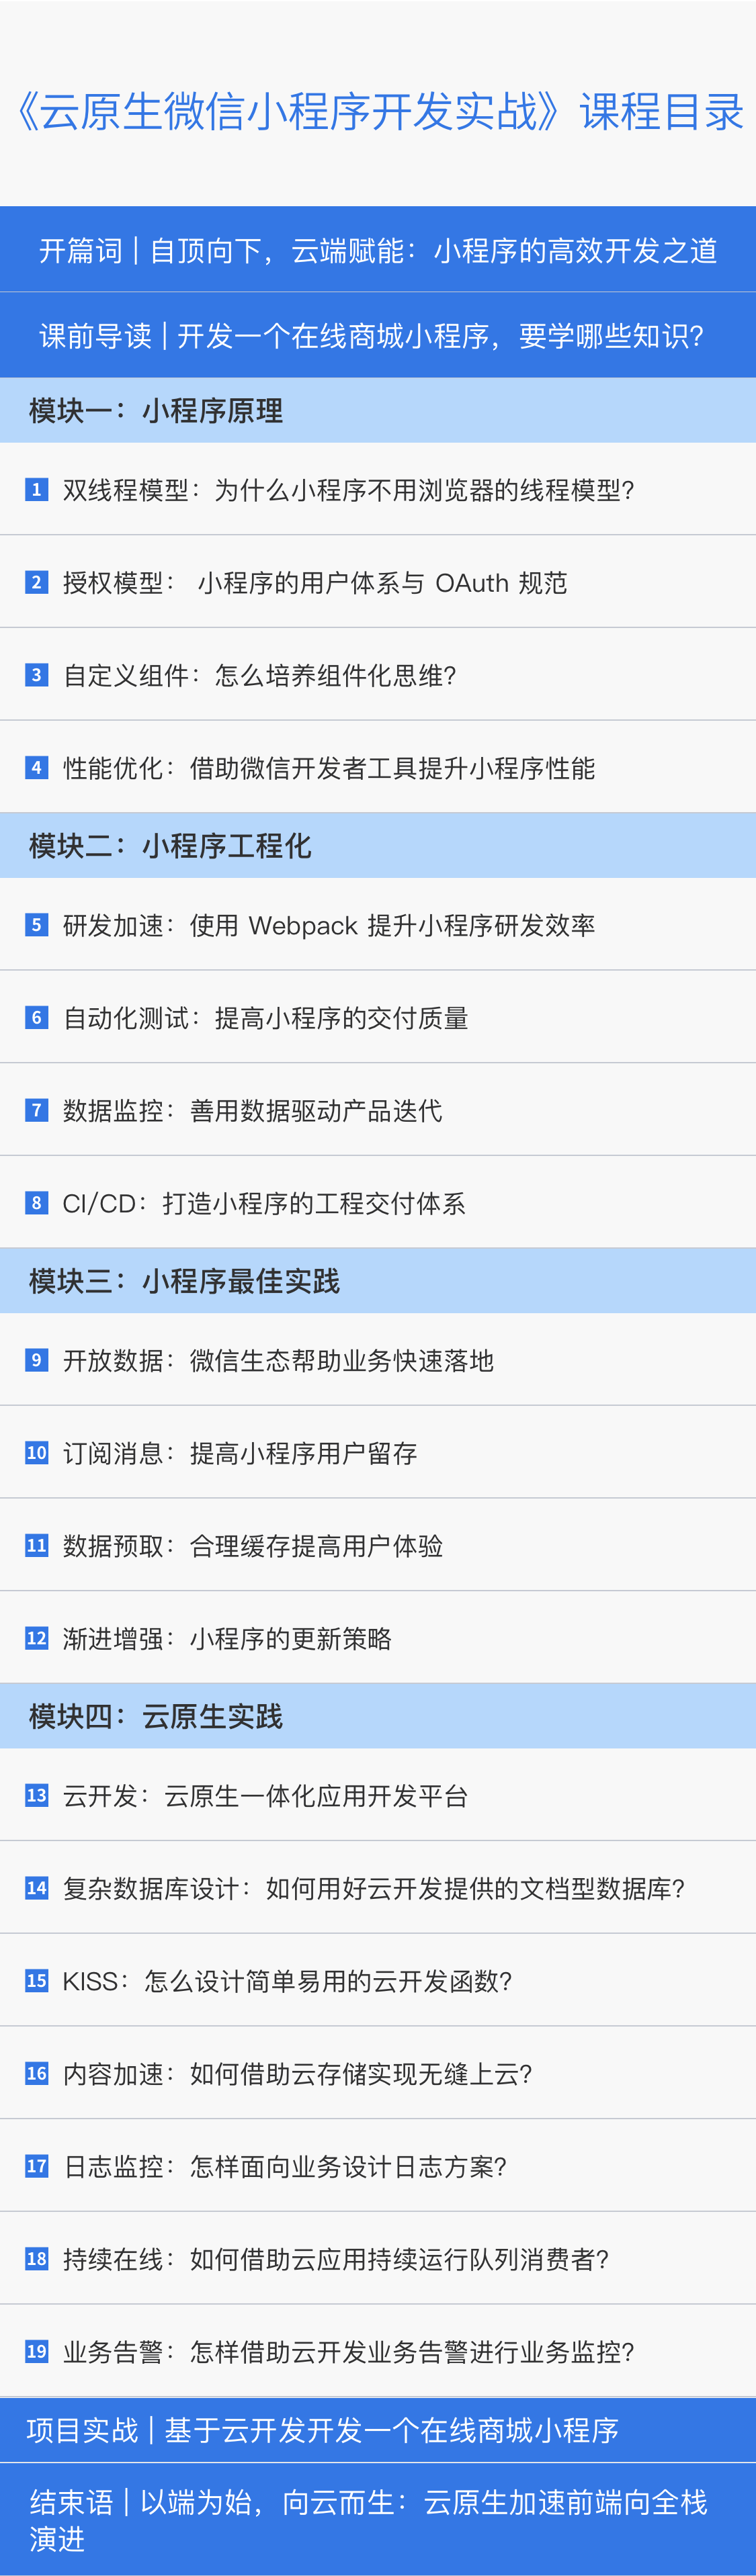 《云原生微信小程序开发实战》课程目录
开篇词 | 自顶向下，云端赋能：小程序的高效开发之道
课前导读 | 开发一个在线商城小程序，要学哪些知识？
模块一：小程序原理
1 双线程模型：为什么小程序不用浏览器的线程模型？
2 授权模型： 小程序的用户体系与 OAuth 规范
3 自定义组件：怎么培养组件化思维？
4 性能优化：借助微信开发者工具提升小程序性能
模块二：小程序工程化
5 研发加速：使用 Webpack 提升小程序研发效率
6 自动化测试：提高小程序的交付质量
7 数据监控：善用数据驱动产品迭代
8 CI/CD：打造小程序的工程交付体系
模块三：小程序最佳实践
9 开放数据：微信生态帮助业务快速落地
10 订阅消息：提高小程序用户留存
11 数据预取：合理缓存提高用户体验
12 渐进增强：小程序的更新策略
模块四：云原生实践
13 云开发：云原生一体化应用开发平台
14 复杂数据库设计：如何用好云开发提供的文档型数据库？
15 KISS：怎么设计简单易用的云开发函数？
16 内容加速：如何借助云存储实现无缝上云？
17 日志监控：怎样面向业务设计日志方案？
18 持续在线：如何借助云应用持续运行队列消费者？
19 业务告警：怎样借助云开发业务告警进行业务监控？
项目实战 | 基于云开发开发一个在线商城小程序
结束语 | 以端为始，向云而生：云原生加速前端向全栈
演进